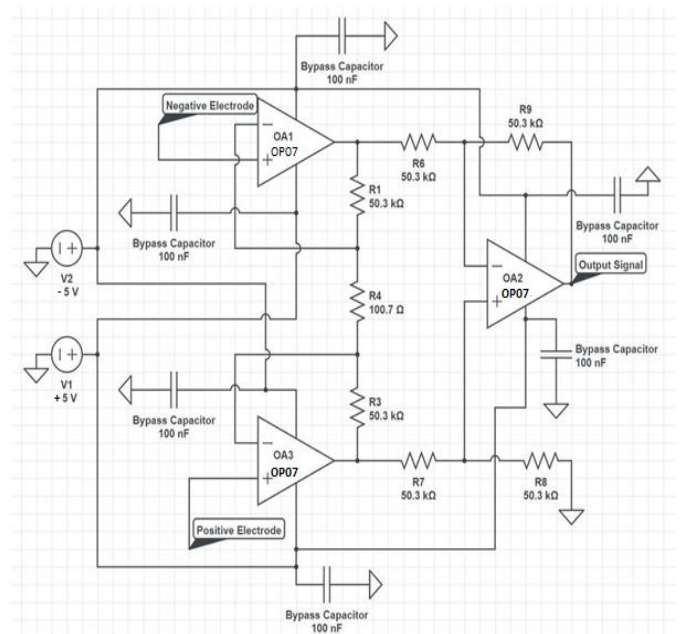 Bypass Capacitor
100 nF
Negative Electrode
OA1
OP07
R6
50.3 kΩ
R9
50.3 kΩ
R1
50.3 kΩ
Bypass Capacitor
100 nF
Bypass Capacitor
100 nF
V2
- 5 V
R4
100.7 Ω
OA2
OP07
Output Signal
V1
+ 5 V
Bypass Capacitor
100 nF
Bypass Capacitor
100 nF
R3
50.3 kΩ
OA3
OP07
R7
50.3 kΩ
R8
50.3 kΩ
Positive Electrode
Bypass Capacitor
100 nF